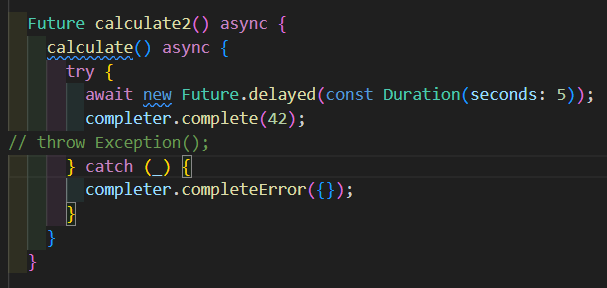 Future calculate2() async {
calculate() async {
try {
await new Future.delayed(const Duration(seconds: 5));
completer.complete(42);
// throw Exception();
} catch (_) {
completer.completeError({});
}
}
}